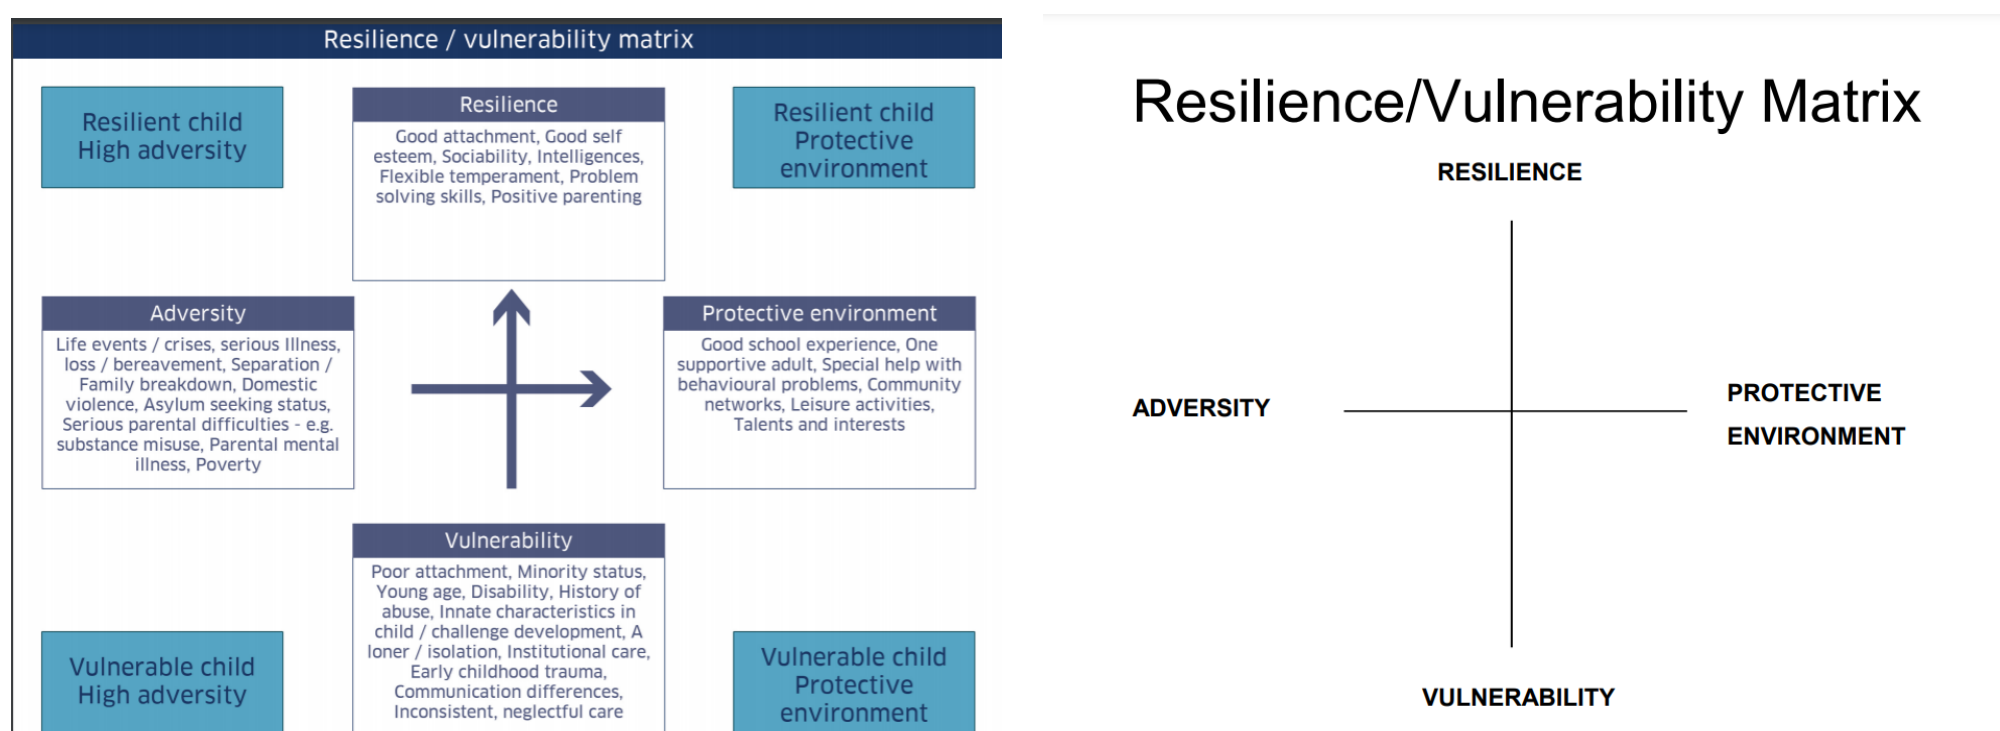 Resilience / vulnerability matrix
Resilient child
High adversity
Resilience
Good attachment, Good self
esteem, Sociability, Intelligences,
Flexible temperament, Problem
solving skills, Positive parenting
Resilient child
Protective
environment
Adversity
Life events / crises, serious Illness,
loss / bereavement, Separation /
Family breakdown, Domestic
violence, Asylum seeking status,
Serious parental difficulties - e.g.
substance misuse, Parental mental
illness, Poverty
Protective environment
Good school experience, One
supportive adult, Special help with
behavioural problems, Community
networks, Leisure activities,
Talents and interests
Vulnerability
Poor attachment, Minority status,
Young age, Disability, History of
abuse, Innate characteristics in
child / challenge development, A
loner / isolation, Institutional care,
Early childhood trauma,
Communication differences,
Inconsistent, neglectful care
Vulnerable child
High adversity
Vulnerable child
Protective
environment
Resilience/Vulnerability Matrix
RESILIENCE
ADVERSITY
PROTECTIVE
ENVIRONMENT
VULNERABILITY